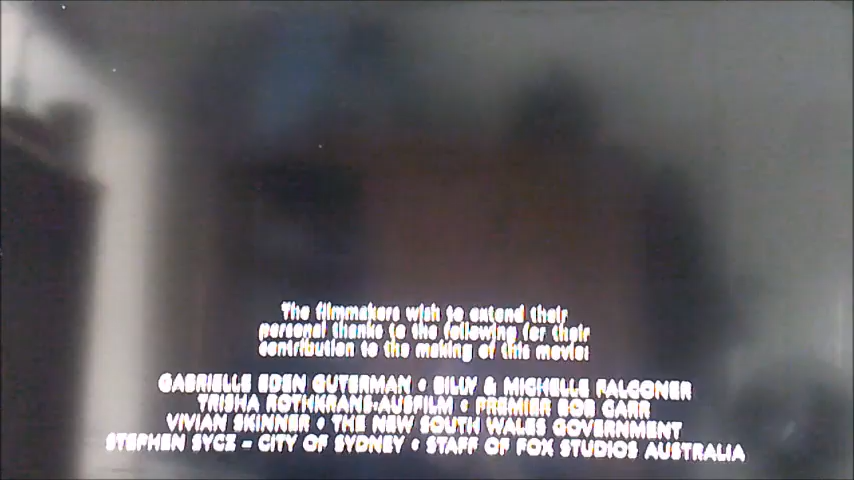 The filmmakers wish to extend their
personal thanks to the following for their
contribution to the making of this movie:
GABRIELLE EDEN GUTERMAN • BILLY & MICHELLE FALCONER
TRISHA ROTHKRANS-AUSFILM • PREMIER BOB CARR
VIVIAN SKINNER • THE NEW SOUTH WALES GOVERNMENT
STEPHEN SYCZ – CITY OF SYDNEY • STAFF OF FOX STUDIOS AUSTRALIA